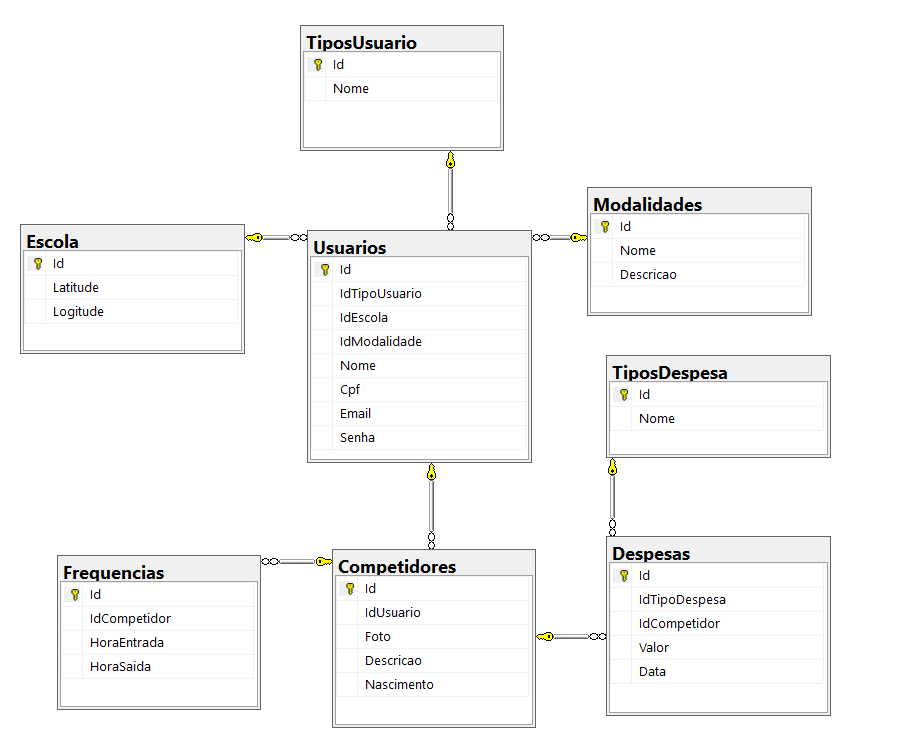 TiposUsuario
Id
Nome
Escola
Id
Latitude
Logitude
Usuarios
Id
IdTipoUsuario
IdEscola
IdModalidade
Nome
Cpf
Email
Senha
Modalidades
Id
Nome
Descricao
TiposDespesa
Id
Nome
Frequencias
Id
IdCompetidor
HoraEntrada
HoraSaida
Competidores
Id
IdUsuario
Foto
Descricao
Nascimento
Despesas
Id
IdTipoDespesa
IdCompetidor
Valor
Data